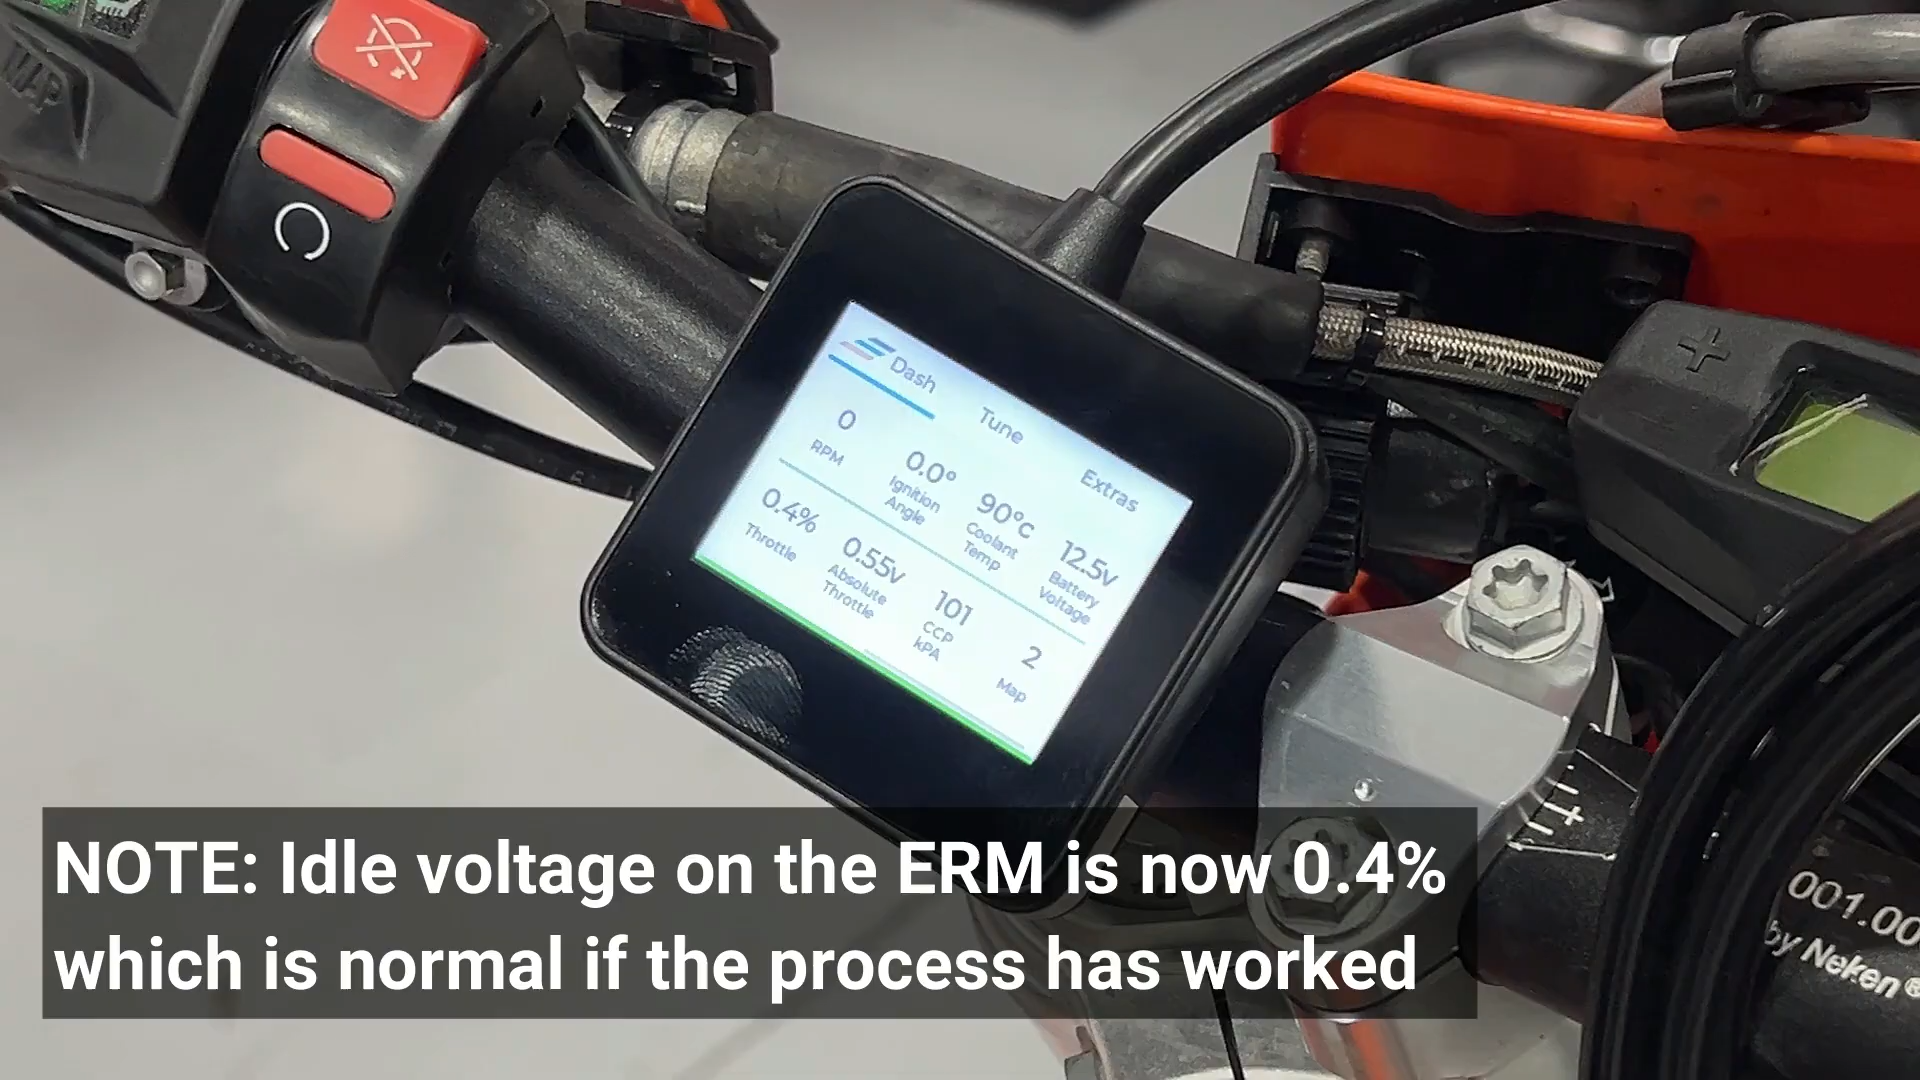 MAP
Dash
Tune
Extras
0
RPM
0.0°
Ignition
Angle
90°c
Coolant
Temp
12.5v
Battery
Voltage
0.4%
Throttle
0.55v
Absolute
Throttle
101
CCP
kPA
2
Map
001.00
by Neken®
NOTE: Idle voltage on the ERM is now 0.4%
which is normal if the process has worked